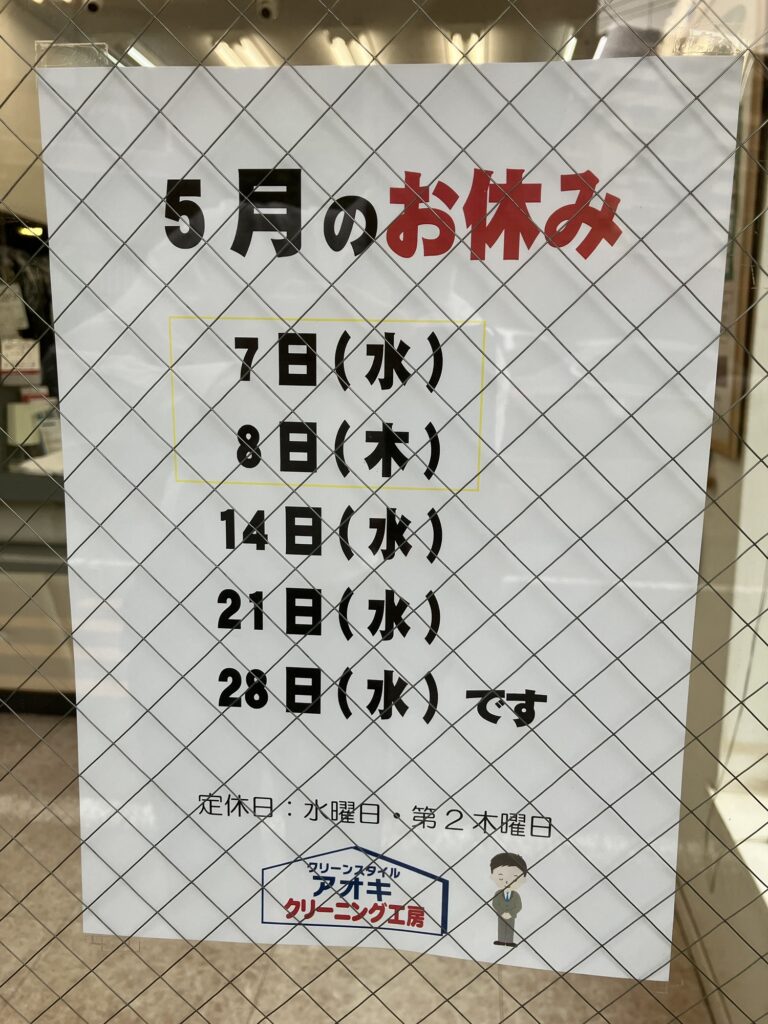 5月のお休み
7日(水)
8日(木)
14日(水)
21日(水)
28日(水)です
定休日:水曜日・第2木曜日
クリーンスタイル
アオキ
クリーニング工房